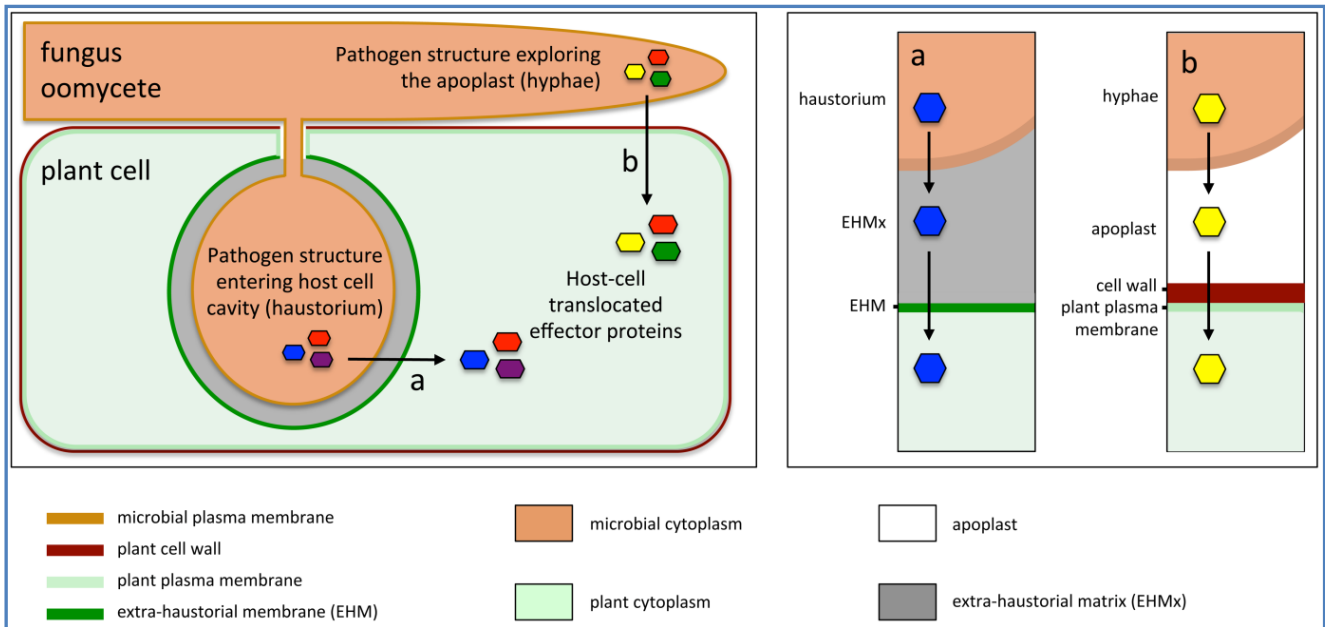 fungus
oomycete
Pathogen structure exploring
the apoplast (hyphae)
plant cell
b
Pathogen structure
entering host cell
cavity (haustorium)
a
Host-cell
translocated
effector proteins
a
haustorium
EHMx
EHM
b
hyphae
apoplast
cell wall
plant plasma
membrane
microbial plasma membrane
plant cell wall
plant plasma membrane
extra-haustorial membrane (EHM)
microbial cytoplasm
plant cytoplasm
apoplast
extra-haustorial matrix (EHMx)